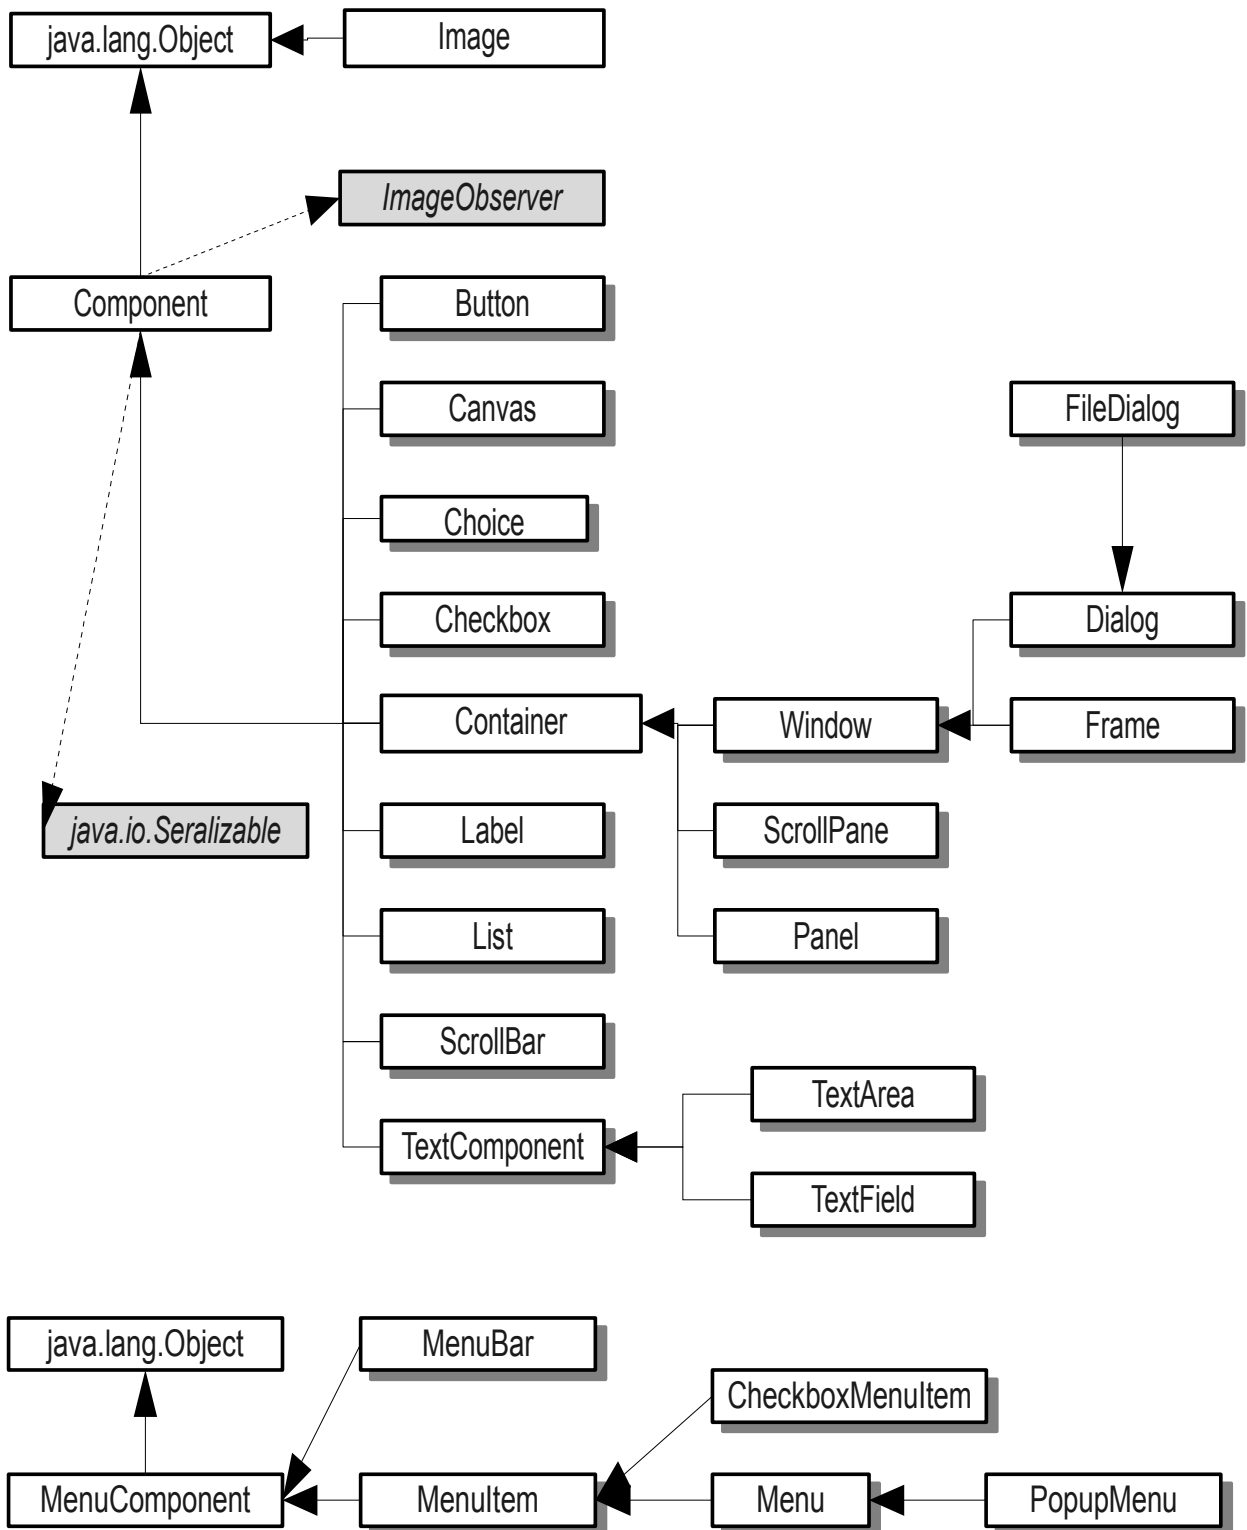 java.lang.Object
Image
ImageObserver
Component
Button
Canvas
FileDialog
Choice
Checkbox
Dialog
Container
Window
Frame
java.io.Seralizable
Label
ScrollPane
List
Panel
ScrollBar
TextArea
TextComponent
TextField
java.lang.Object
MenuBar
CheckboxMenuItem
MenuComponent
MenuItem
Menu
PopupMenu